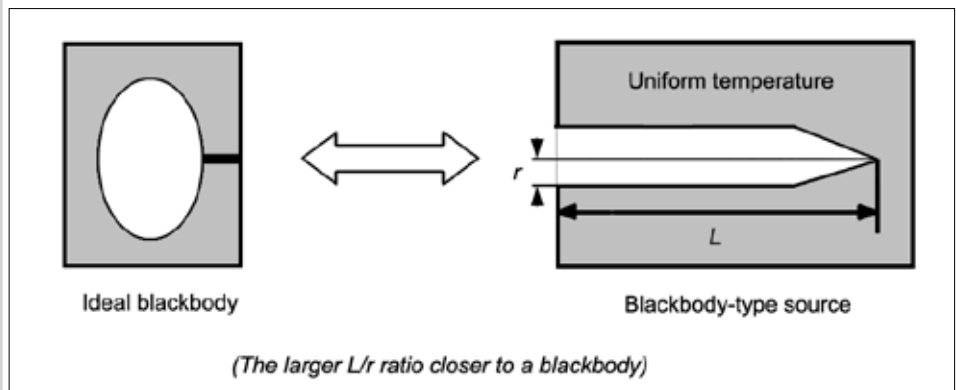 Uniform temperature
r
L
Ideal blackbody
Blackbody-type source
(The larger L/r ratio closer to a blackbody)